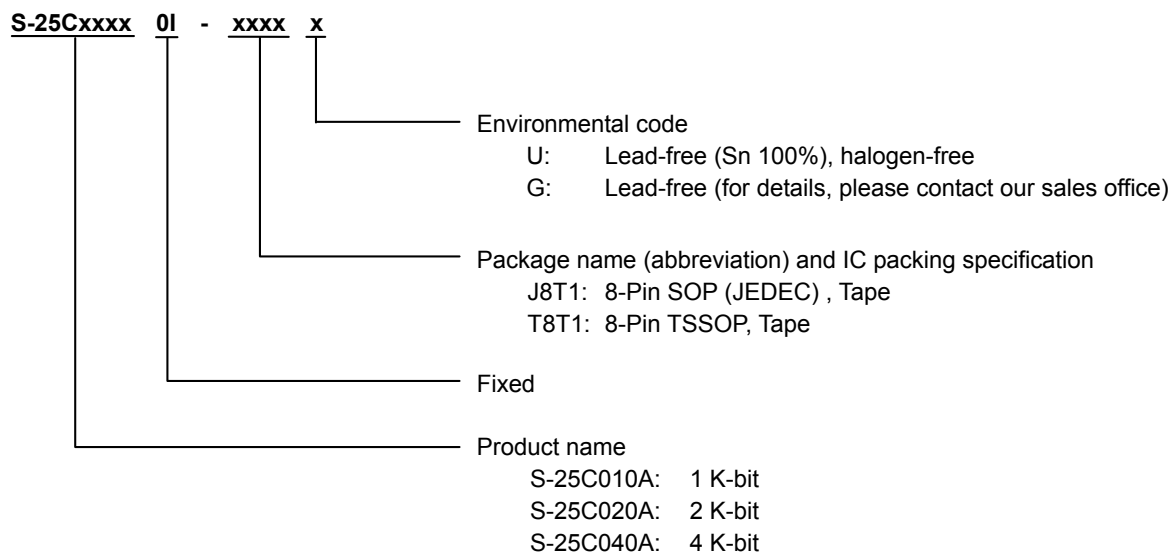 S-25Cxxxx 0I - xxxx x
Environmental code
U: Lead-free (Sn 100%), halogen-free
G: Lead-free (for details, please contact our sales office)
Package name (abbreviation) and IC packing specification
J8T1: 8-Pin SOP (JEDEC) , Tape
T8T1: 8-Pin TSSOP, Tape
Fixed
Product name
S-25C010A: 1 K-bit
S-25C020A: 2 K-bit
S-25C040A: 4 K-bit